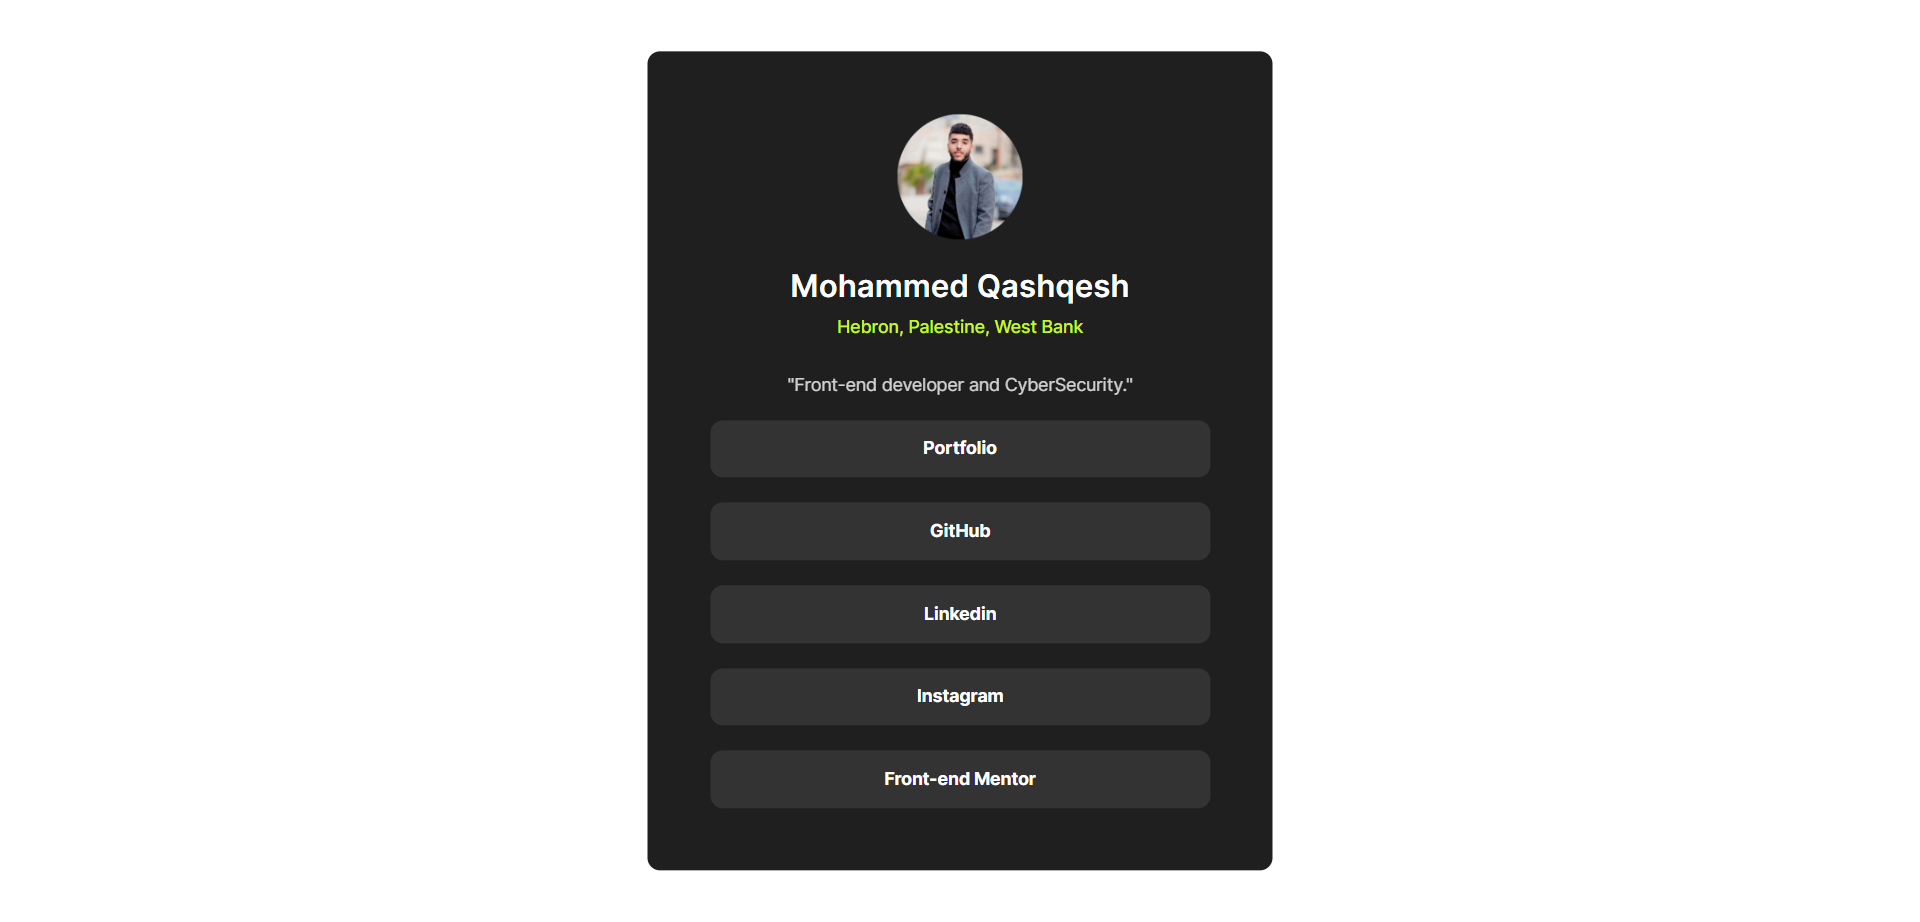 Mohammed Qashqesh
Hebron, Palestine, West Bank
"Front-end developer and CyberSecurity."
Portfolio
GitHub
Linkedin
Instagram
Front-end Mentor